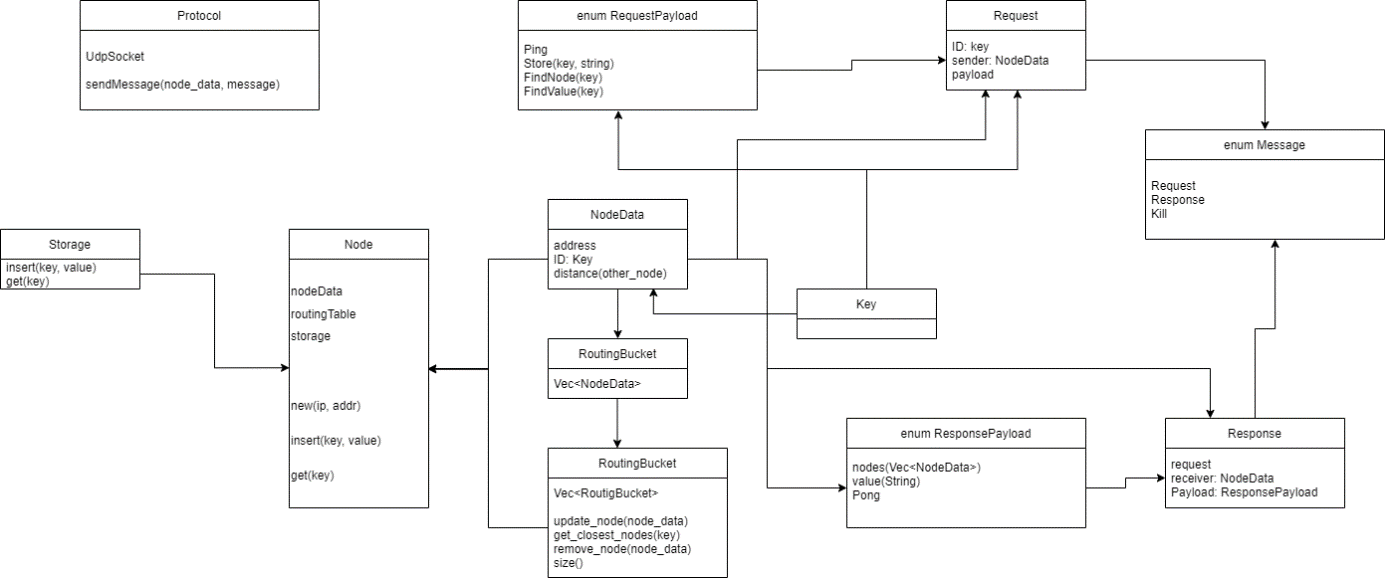 Protocol
UdpSocket
sendMessage(node_data, message)
enum RequestPayload
Ping
Store(key, string)
FindNode(key)
FindValue(key)
Request
ID: key
sender: NodeData
payload
enum Message
Request
Response
Kill
Storage
insert(key, value)
get(key)
Node
nodeData
routingTable
storage
new(ip, addr)
insert(key, value)
get(key)
NodeData
address
ID: Key
distance(other_node)
Key
RoutingBucket
Vec<NodeData>
RoutingBucket
Vec<RoutigBucket>
update_node(node_data)
get_closest_nodes(key)
remove_node(node_data)
size()
enum ResponsePayload
nodes(Vec<NodeData>)
value(String)
Pong
Response
request
receiver: NodeData
Payload: ResponsePayload